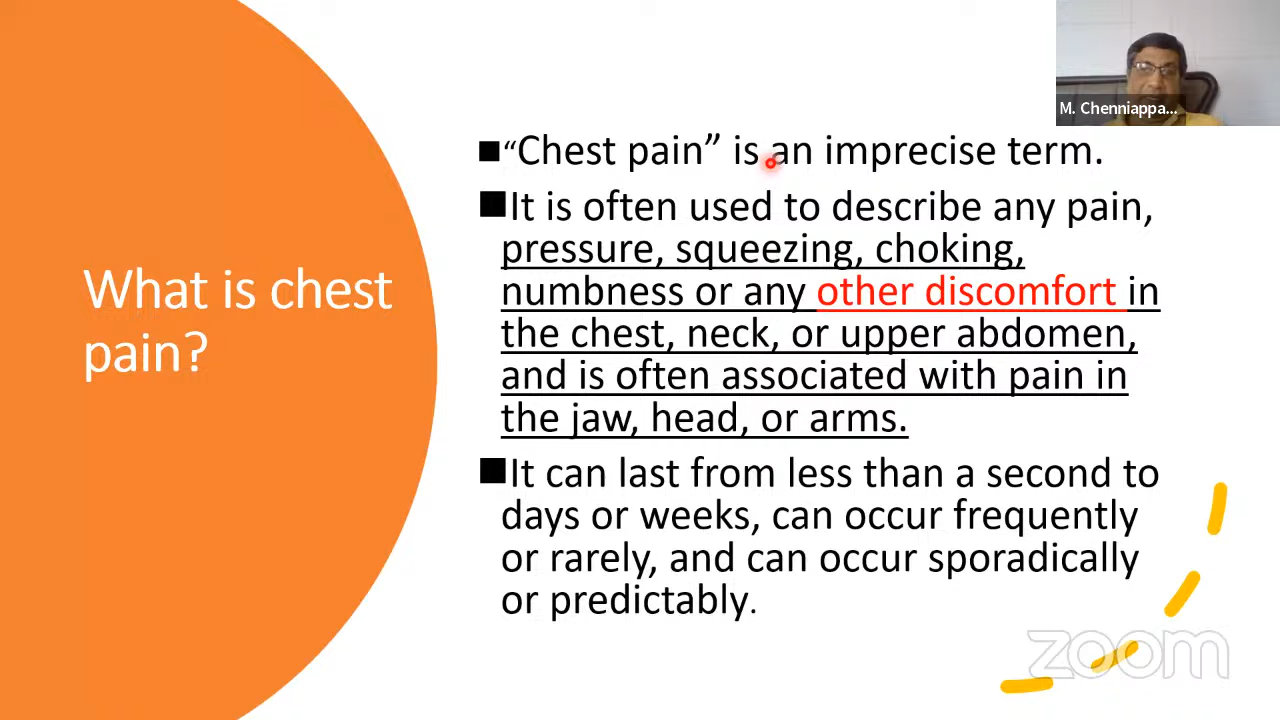 What is chest
pain?
“Chest pain” is an imprecise term.
It is often used to describe any pain,
pressure, squeezing, choking,
numbness or any other discomfort in
the chest, neck, or upper abdomen,
and is often associated with pain in
the jaw, head, or arms.
It can last from less than a second to
days or weeks, can occur frequently
or rarely, and can occur sporadically
or predictably.
M. Chenniappa...
zoom